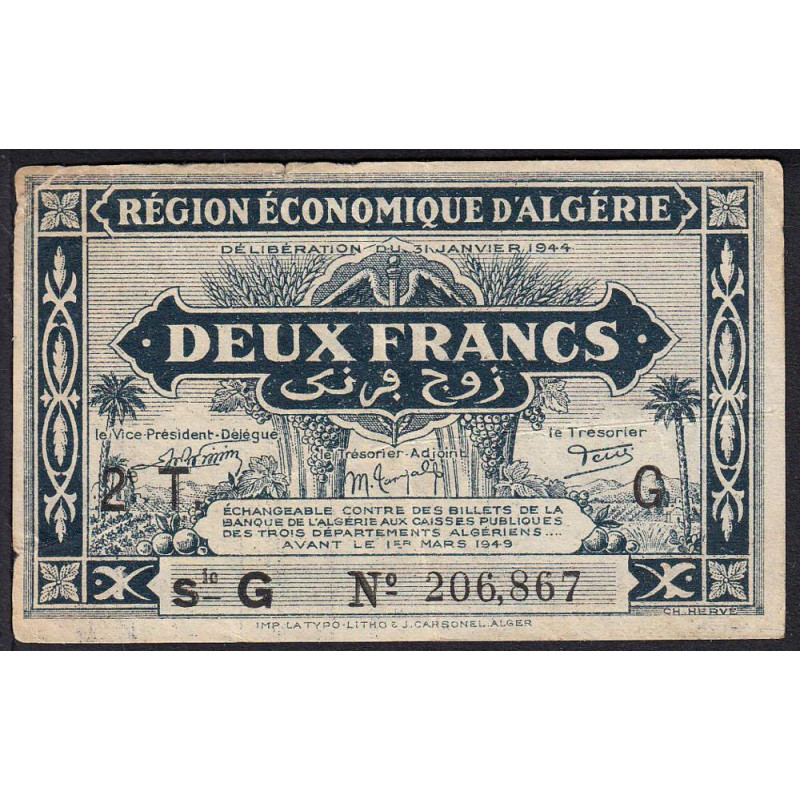 RÉGION ÉCONOMIQUE D'ALGÉRIE
DÉLIBÉRATION DU 31 JANVIER 1944
DEUX FRANCS
زوج فرنك
le Vice-Président-Délégué
le Trésorier-Adjoint
le Trésorier
2e T.
G
ÉCHANGEABLE CONTRE DES BILLETS DE LA
BANQUE DE L'ALGÉRIE AUX CAISSES PUBLIQUES
DES TROIS DÉPARTEMENTS ALGÉRIENS....
AVANT LE 1ER MARS 1949
Sie G Nº 206,867
CH. HERVÉ
IMP. LA TYPO-LITHO & J. CARBONEL. ALGER